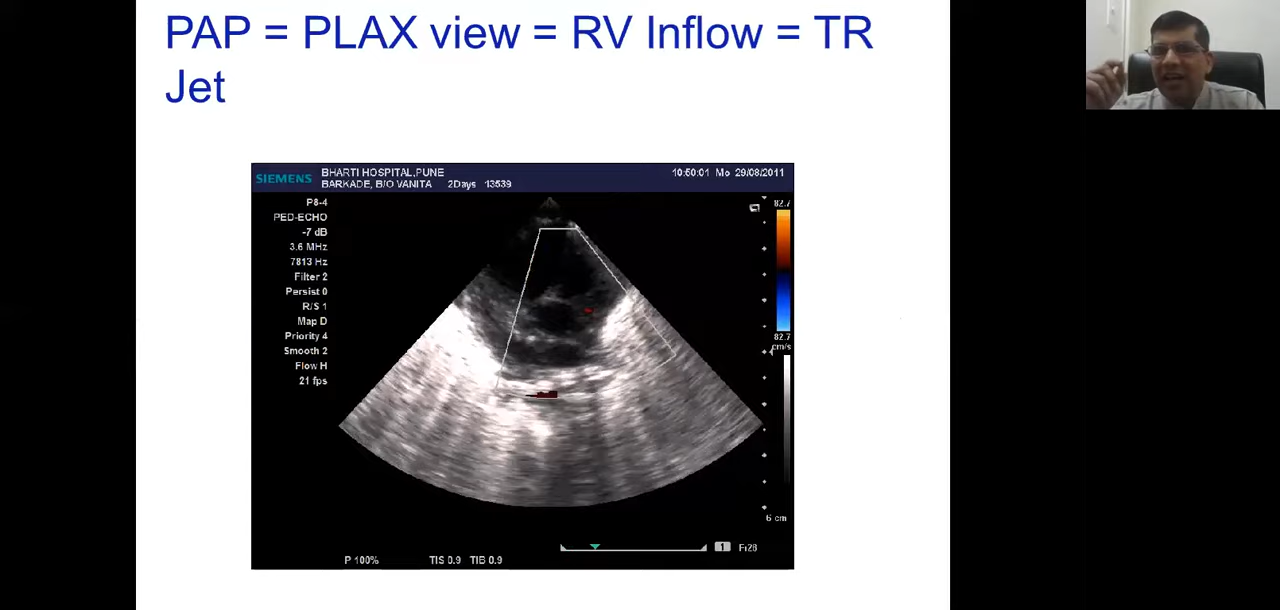 PAP = PLAX view = RV Inflow = TR
Jet
SIEMENS
BHARTI HOSPITAL,PUNE
BARKADE, B/O VANITA 2Days 13539
10:50:01 Mo 29/08/2011
P8-4
PED-ECHO
-7 dB
3.6 MHz
7813 Hz
Filter 2
Persist 0
R/S 1
Map D
Priority 4
Smooth 2
Flow H
21 fps
82.7
82.7
cm/s
6 cm
1 Fr28
P 100% TIS 0.9 TIB 0.9